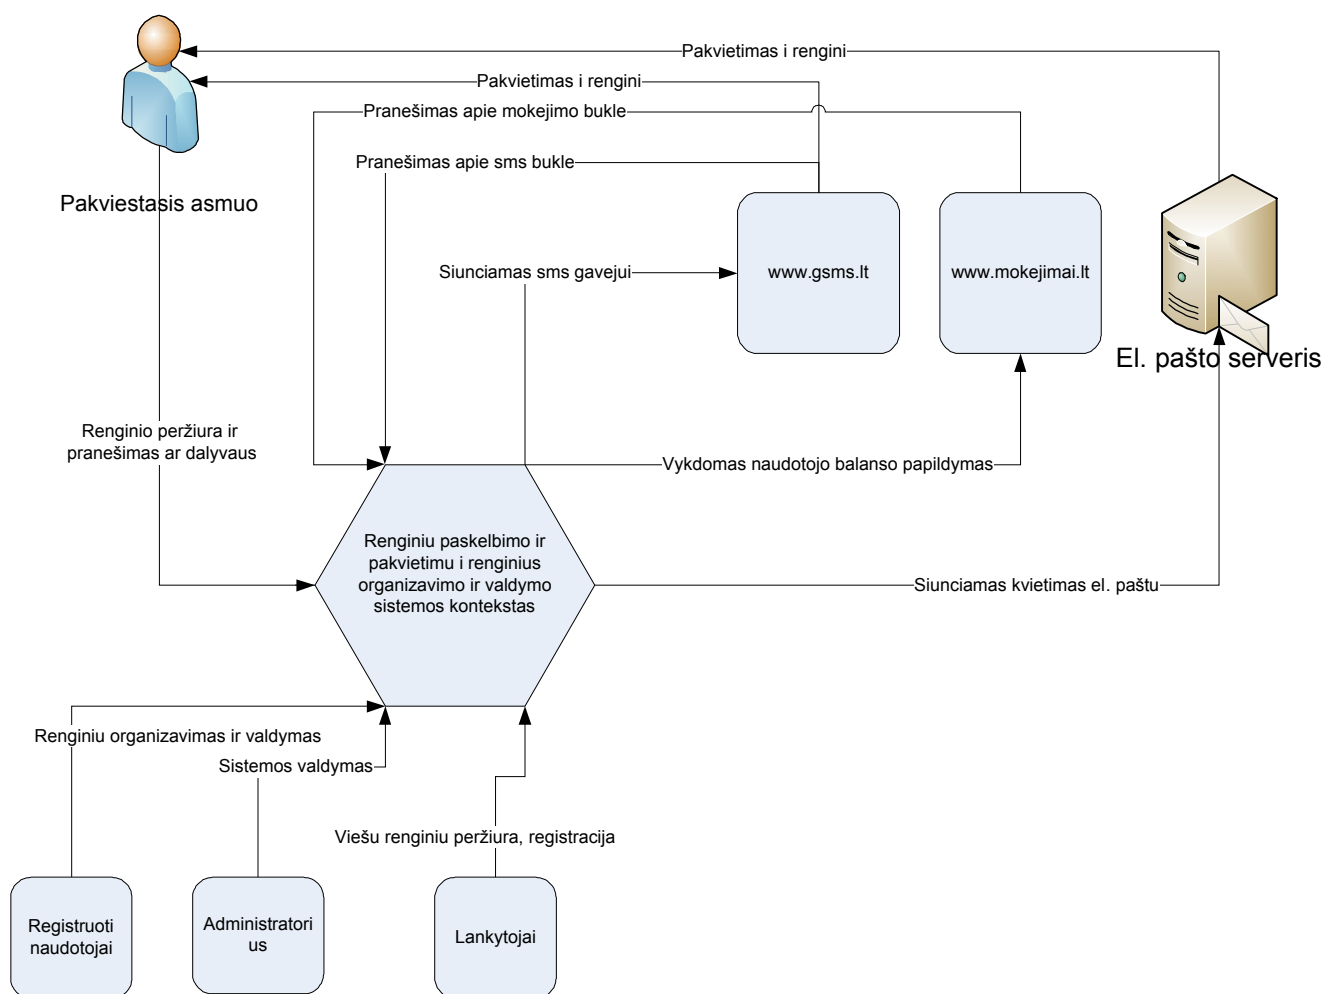 Pakvietimas i rengini
Pakvietimas i rengini
Pranešimas apie mokejimo bukle
Pranešimas apie sms bukle
Pakviestasis asmuo
Siunciamas sms gavejui
www.gsms.lt
www.mokejimai.lt
El. pašto serveris
Renginio peržiura ir
pranešimas ar dalyvaus
Vykdomas naudotojo balanso papildymas
Renginiu paskelbimo ir
pakvietimu i renginius
organizavimo ir valdymo
sistemos kontekstas
Siunciamas kvietimas el. paštu
Renginiu organizavimas ir valdymas
Sistemos valdymas
Viešu renginiu peržiura, registracija
Registruoti
naudotojai
Administratori
us
Lankytojai